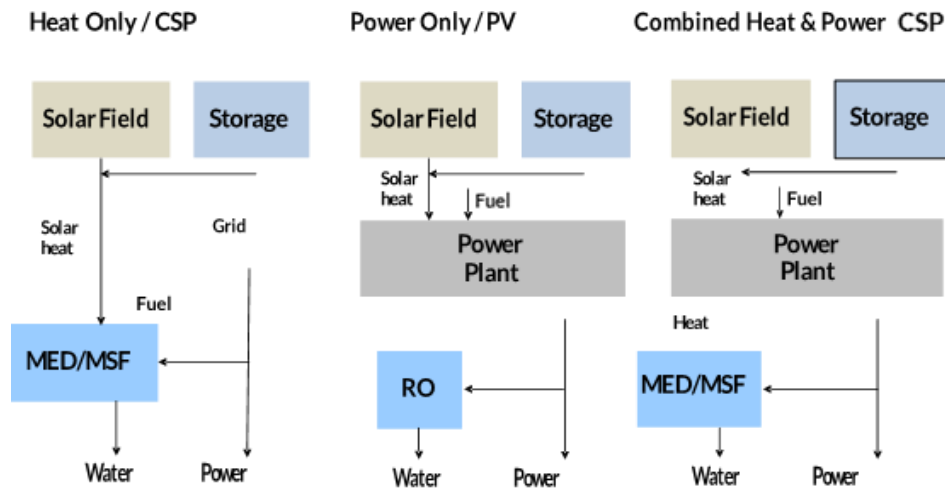 Heat Only / CSP
Solar Field
Storage
Solar
heat
Grid
Fuel
MED/MSF
Water
Power
Power Only / PV
Solar Field
Storage
Solar
heat
Fuel
Power
Plant
RO
Water
Power
Combined Heat & Power CSP
Solar Field
Storage
Solar
heat
Fuel
Power
Plant
Heat
MED/MSF
Water
Power